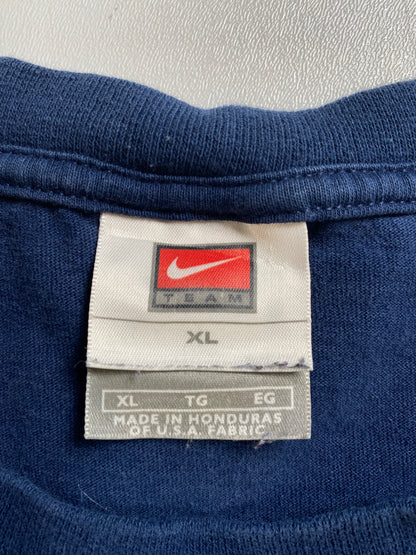 TEAM
XL
XL TG EG
MADE IN HONDURAS
OF U.S.A. FABRIC